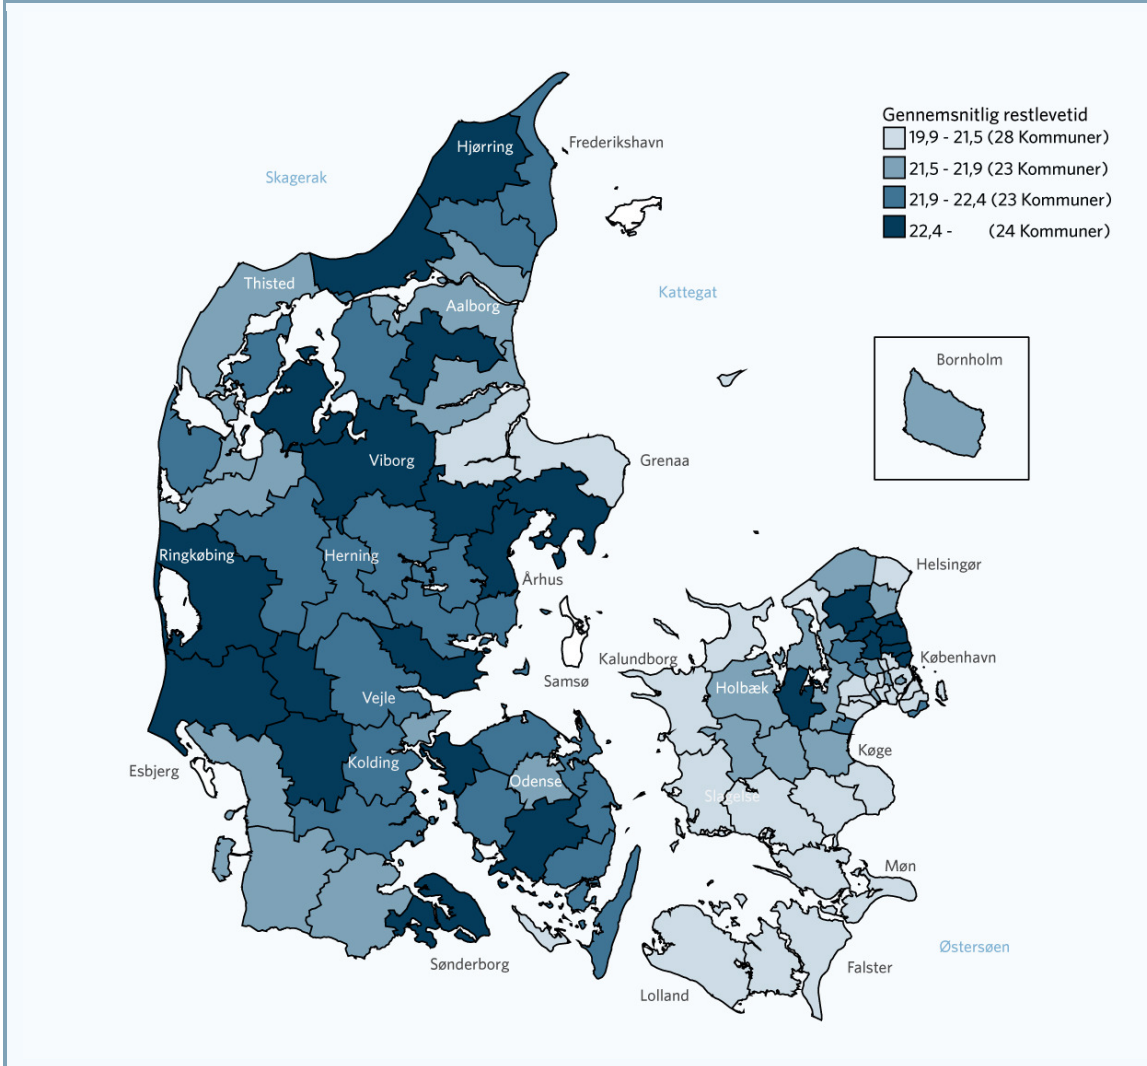 Gennemsnitlig restlevetid
19,9 - 21,5 (28 Kommuner)
21,5 - 21,9 (23 Kommuner)
21,9 - 22,4 (23 Kommuner)
22,4 - (24 Kommuner)
Hjørring
Frederikshavn
Skagerak
Thisted
Aalborg
Kattegat
Bornholm
Viborg
Grenaa
Ringkøbing
Herning
Århus
Helsingør
Kalundborg
København
Samsø
Holbæk
Vejle
Køge
Esbjerg
Kolding
Odense
Slagelse
Møn
Sønderborg
Østersøen
Falster
Lolland